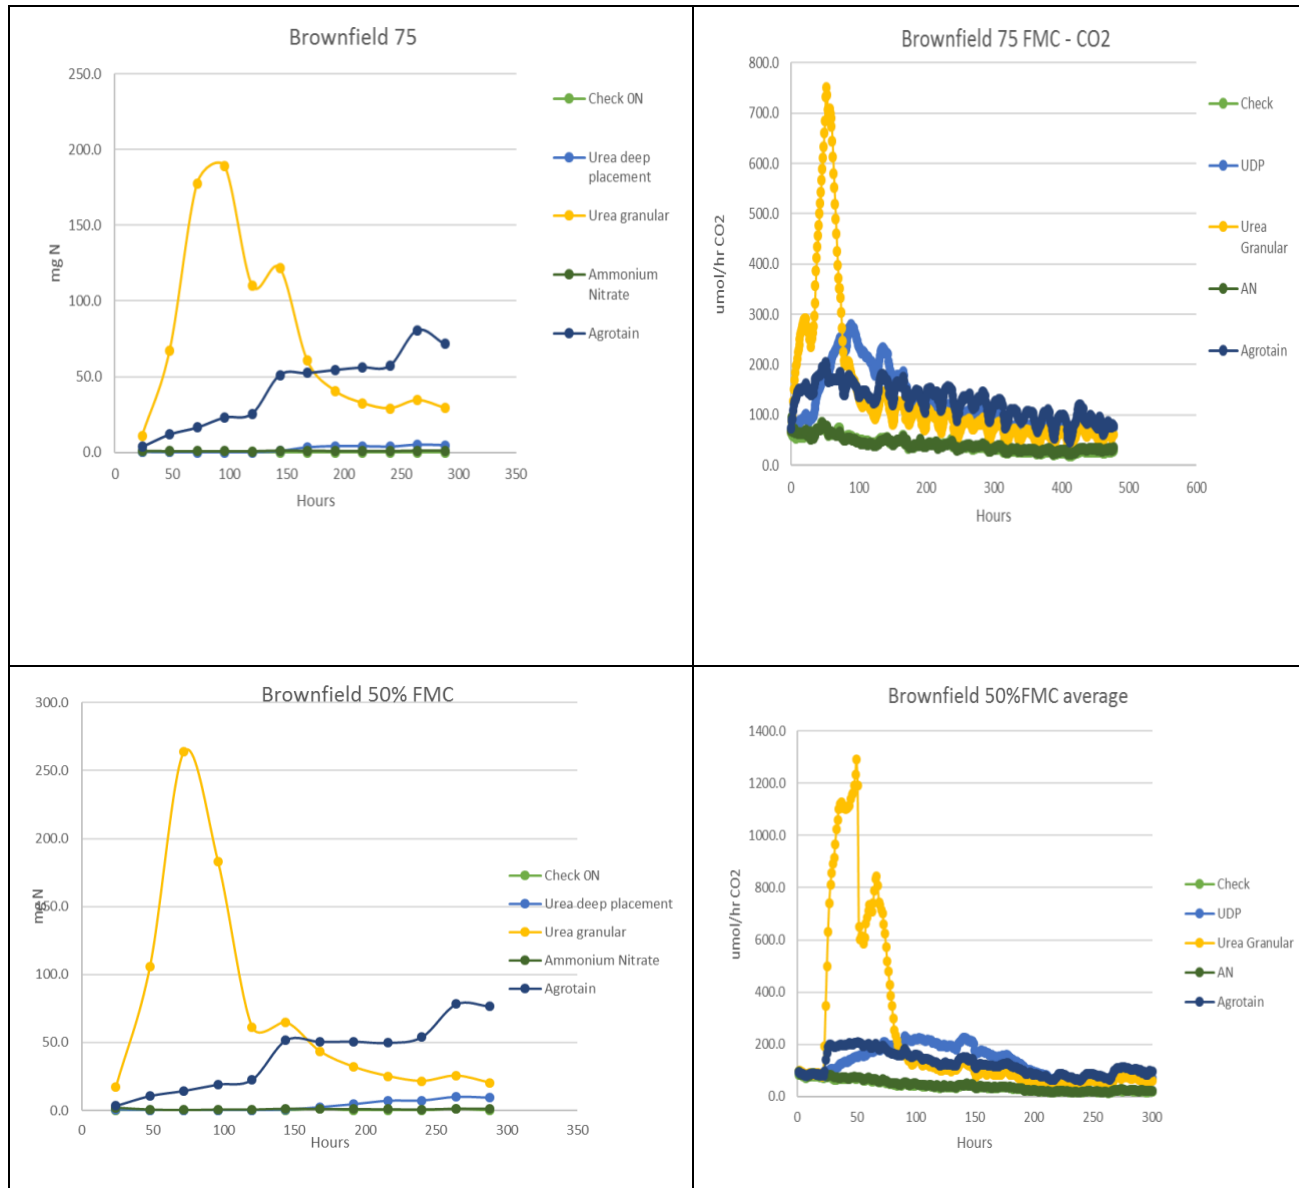 Brownfield 75
250.0
200.0
150.0
100.0
50.0
0.0
mg N
0 50 100 150 200 250 300 350
Hours
Check 0N
Urea deep
placement
Urea granular
Ammonium
Nitrate
Agrotain
Brownfield 75 FMC - CO2
800.0
700.0
600.0
500.0
400.0
300.0
200.0
100.0
0.0
umol/hr CO2
0 100 200 300 400 500 600
Hours
Check
UDP
Urea
Granular
AN
Agrotain
Brownfield 50% FMC
300.0
250.0
200.0
150.0
100.0
50.0
0.0
mg N
0 50 100 150 200 250 300 350
Hours
Check 0N
Urea deep placement
Urea granular
Ammonium Nitrate
Agrotain
Brownfield 50%FMC average
1400.0
1200.0
1000.0
800.0
600.0
400.0
200.0
0.0
umol/hr CO2
0 50 100 150 200 250 300
Hours
Check
UDP
Urea Granular
AN
Agrotain